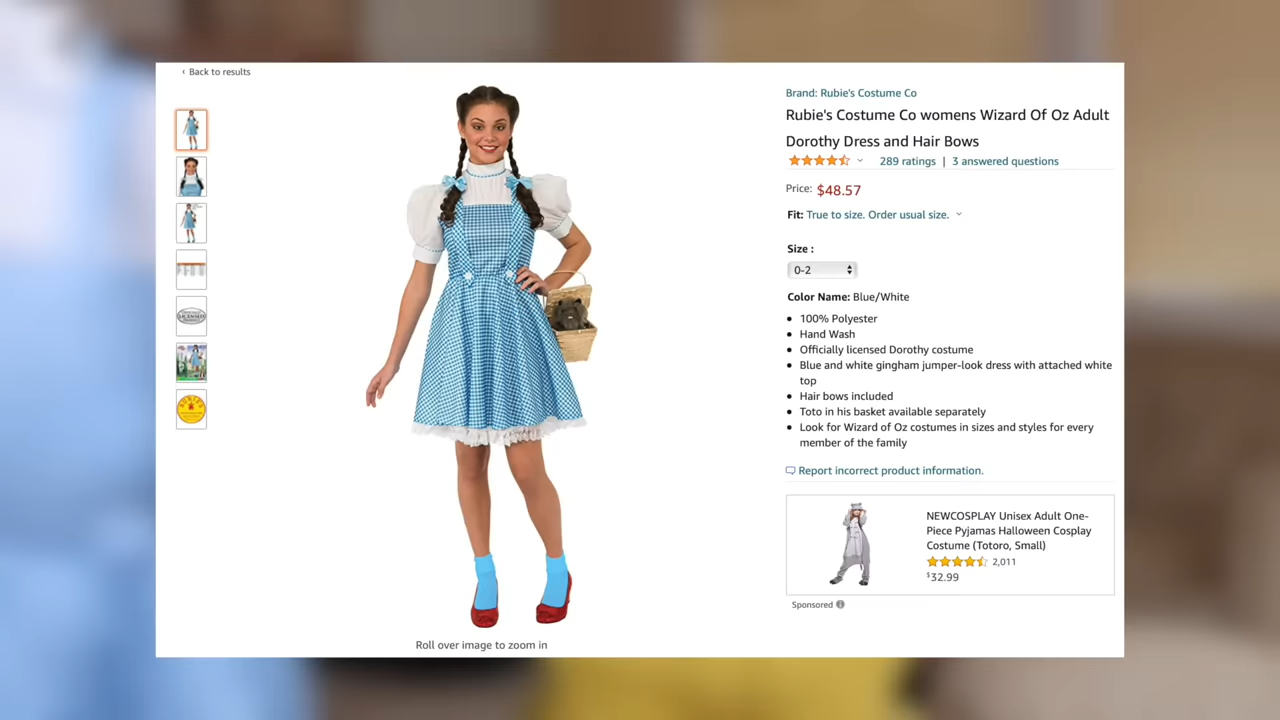 ‹ Back to results
Brand: Rubie's Costume Co
Rubie's Costume Co womens Wizard Of Oz Adult
Dorothy Dress and Hair Bows
289 ratings | 3 answered questions
Price: $48.57
Fit: True to size. Order usual size.
Size :
0-2
Color Name: Blue/White
100% Polyester
Hand Wash
Officially licensed Dorothy costume
Blue and white gingham jumper-look dress with attached white
top
Hair bows included
Toto in his basket available separately
Look for Wizard of Oz costumes in sizes and styles for every
member of the family
Report incorrect product information.
NEWCOSPLAY Unisex Adult One-
Piece Pyjamas Halloween Cosplay
Costume (Totoro, Small)
2,011
$32.99
Sponsored
Roll over image to zoom in